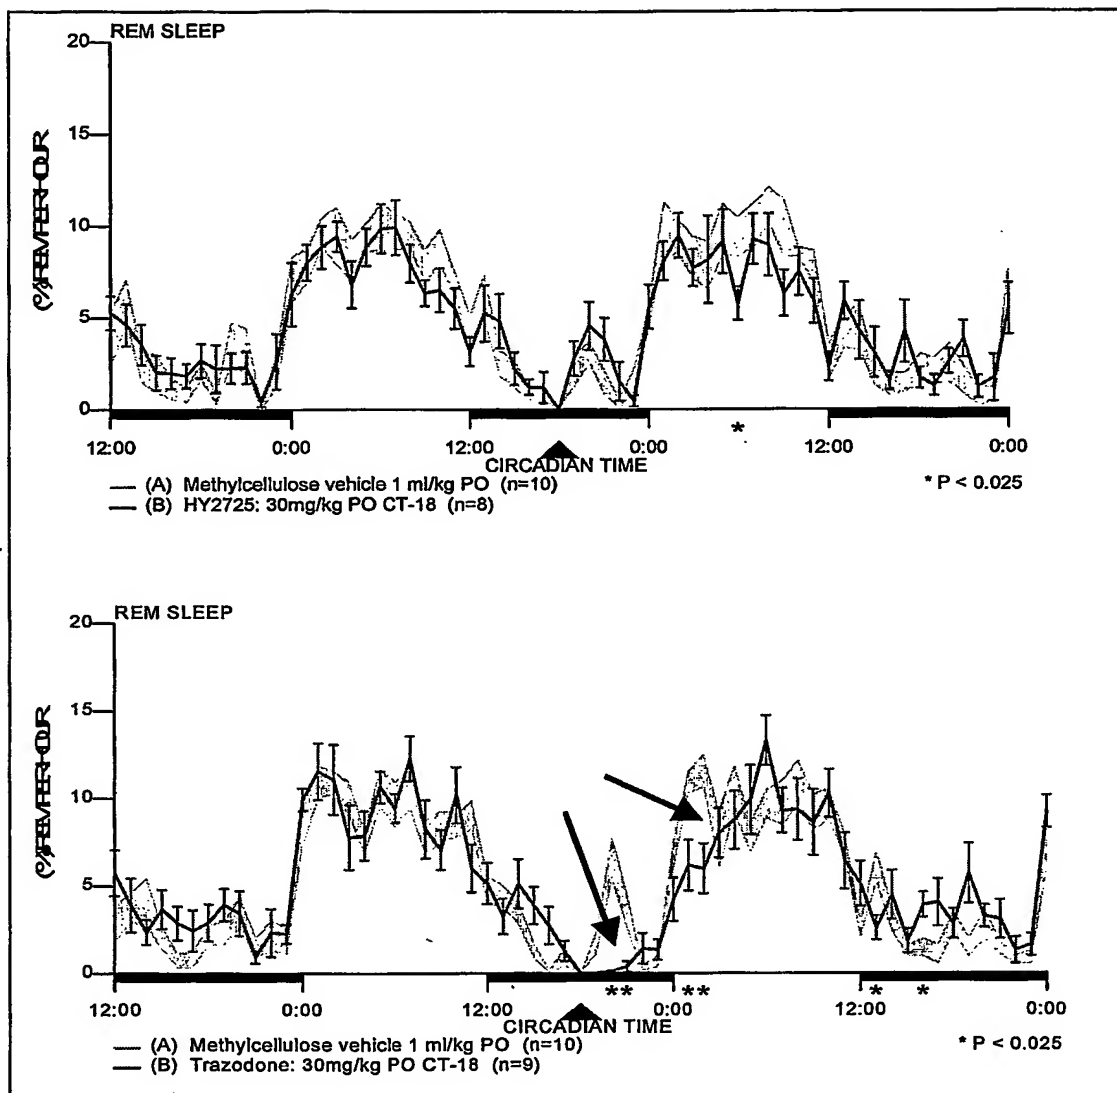 REM SLEEP
20
15
10
5
0
12:00 0:00 12:00 0:00 12:00 0:00
*
CIRCADIAN TIME
(A) Methylcellulose vehicle 1 ml/kg PO (n=10)
* P < 0.025
(B) HY2725: 30mg/kg PO CT-18 (n=8)
REM SLEEP
20
15
10
5
0
** ** * *
12:00 0:00 12:00 0:00 12:00 0:00
CIRCADIAN TIME
(A) Methylcellulose vehicle 1 ml/kg PO (n=10)
* P < 0.025
(B) Trazodone: 30mg/kg PO CT-18 (n=9)